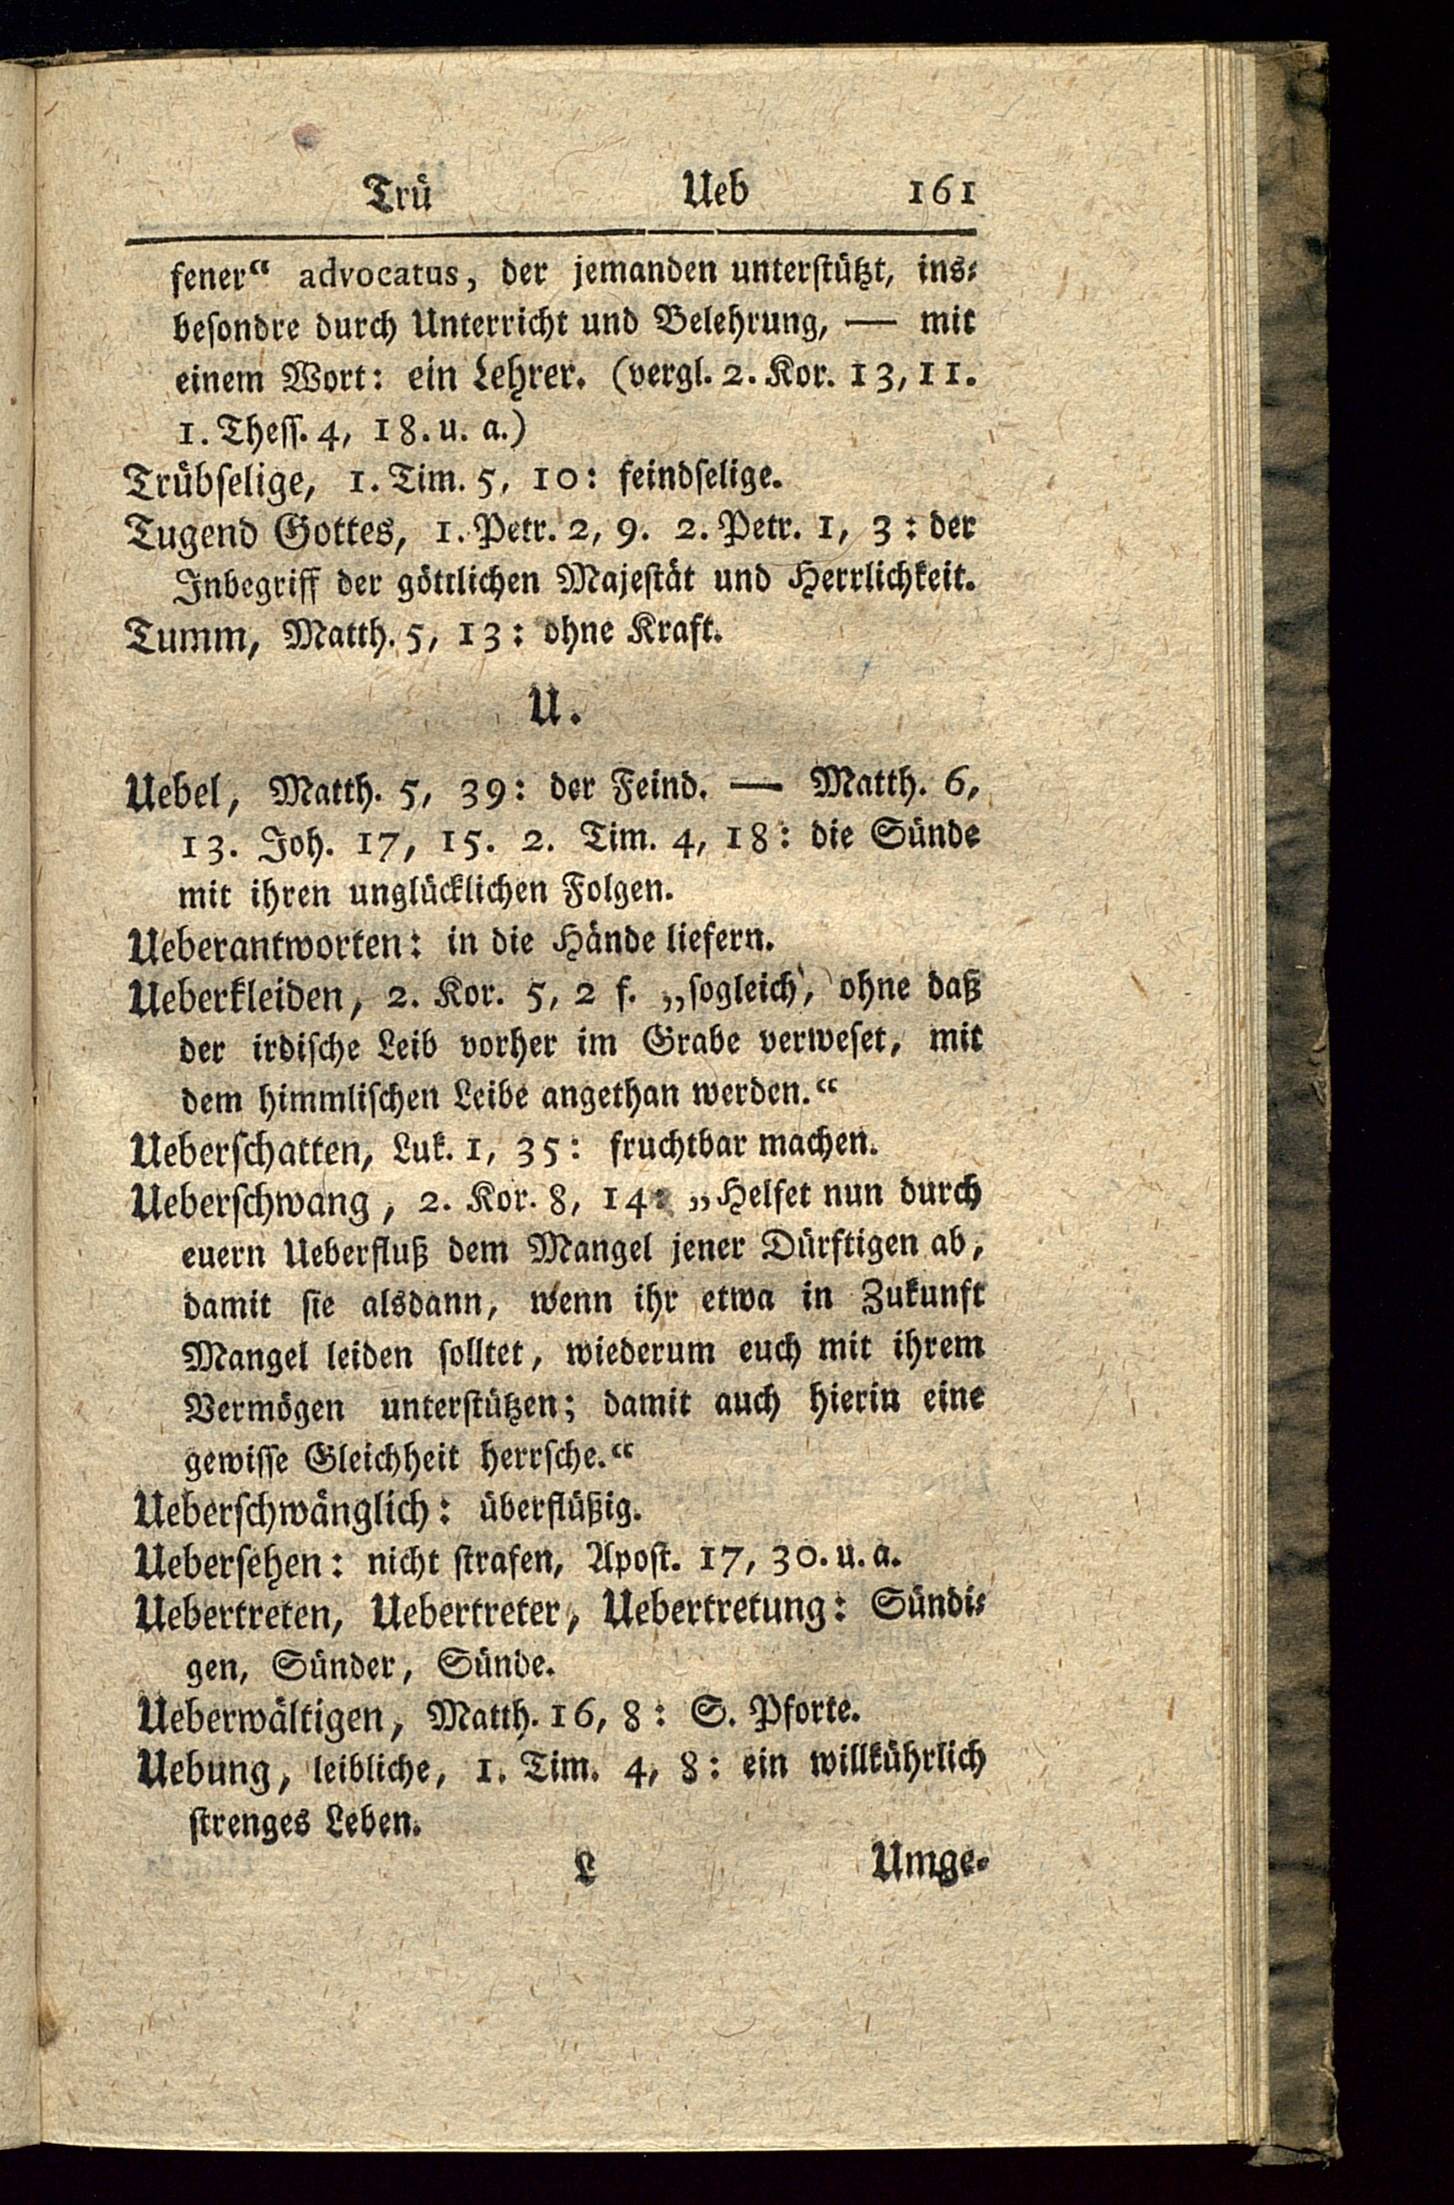 Trü Ueb 161
fener“ advocatus, der jemanden unterstützt, ins-
besondre durch Unterricht und Belehrung, — mit
einem Wort: ein Lehrer. (vergl. 2. Kor. 13, 11.
1. Thess. 4, 18. u. a.)
Trübselige, 1. Tim. 5, 10: feindselige.
Tugend Gottes, 1. Petr. 2, 9. 2. Petr. 1, 3: der
Inbegriff der göttlichen Majestät und Herrlichkeit.
Tumm, Matth. 5, 13: ohne Kraft.
U.
Uebel, Matth. 5, 39: der Feind. — Matth. 6,
13. Joh. 17, 15. 2. Tim. 4, 18: die Sünde
mit ihren unglücklichen Folgen.
Ueberantworten: in die Hände liefern.
Ueberkleiden, 2. Kor. 5, 2 f. „sogleich, ohne daß
der irdische Leib vorher im Grabe verweset, mit
dem himmlischen Leibe angethan werden.“
Ueberschatten, Luk. 1, 35: fruchtbar machen.
Ueberschwang, 2. Kor. 8, 14: „Helfet nun durch
euern Ueberfluß dem Mangel jener Dürftigen ab,
damit sie alsdann, wenn ihr etwa in Zukunft
Mangel leiden solltet, wiederum euch mit ihrem
Vermögen unterstützen; damit auch hierin eine
gewisse Gleichheit herrsche.“
Ueberschwänglich: überflüßig.
Uebersehen: nicht strafen, Apost. 17, 30. u. a.
Uebertreten, Uebertreter, Uebertretung: Sündi-
gen, Sünder, Sünde.
Ueberwältigen, Matth. 16, 8: S. Pforte.
Uebung, leibliche, 1. Tim. 4, 8: ein willkührlich
strenges Leben.
L Umge-